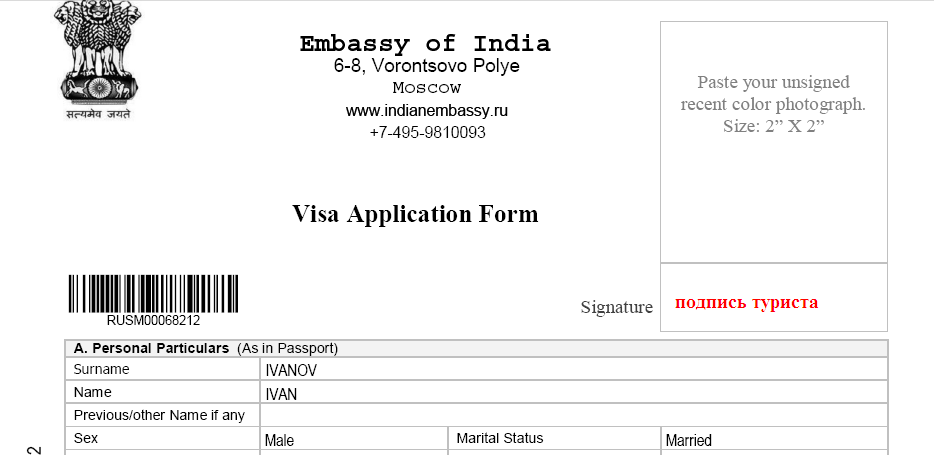 सत्यमेव जयते
Embassy of India
6-8, Vorontsovo Polye
Moscow
www.indianembassy.ru
+7-495-9810093
Paste your unsigned
recent color photograph.
Size: 2” X 2”
Visa Application Form
RUSM00068212
Signature
подпись туриста
A. Personal Particulars (As in Passport)
Surname IVANOV
Name IVAN
Previous/other Name if any
Sex Male Marital Status Married
2